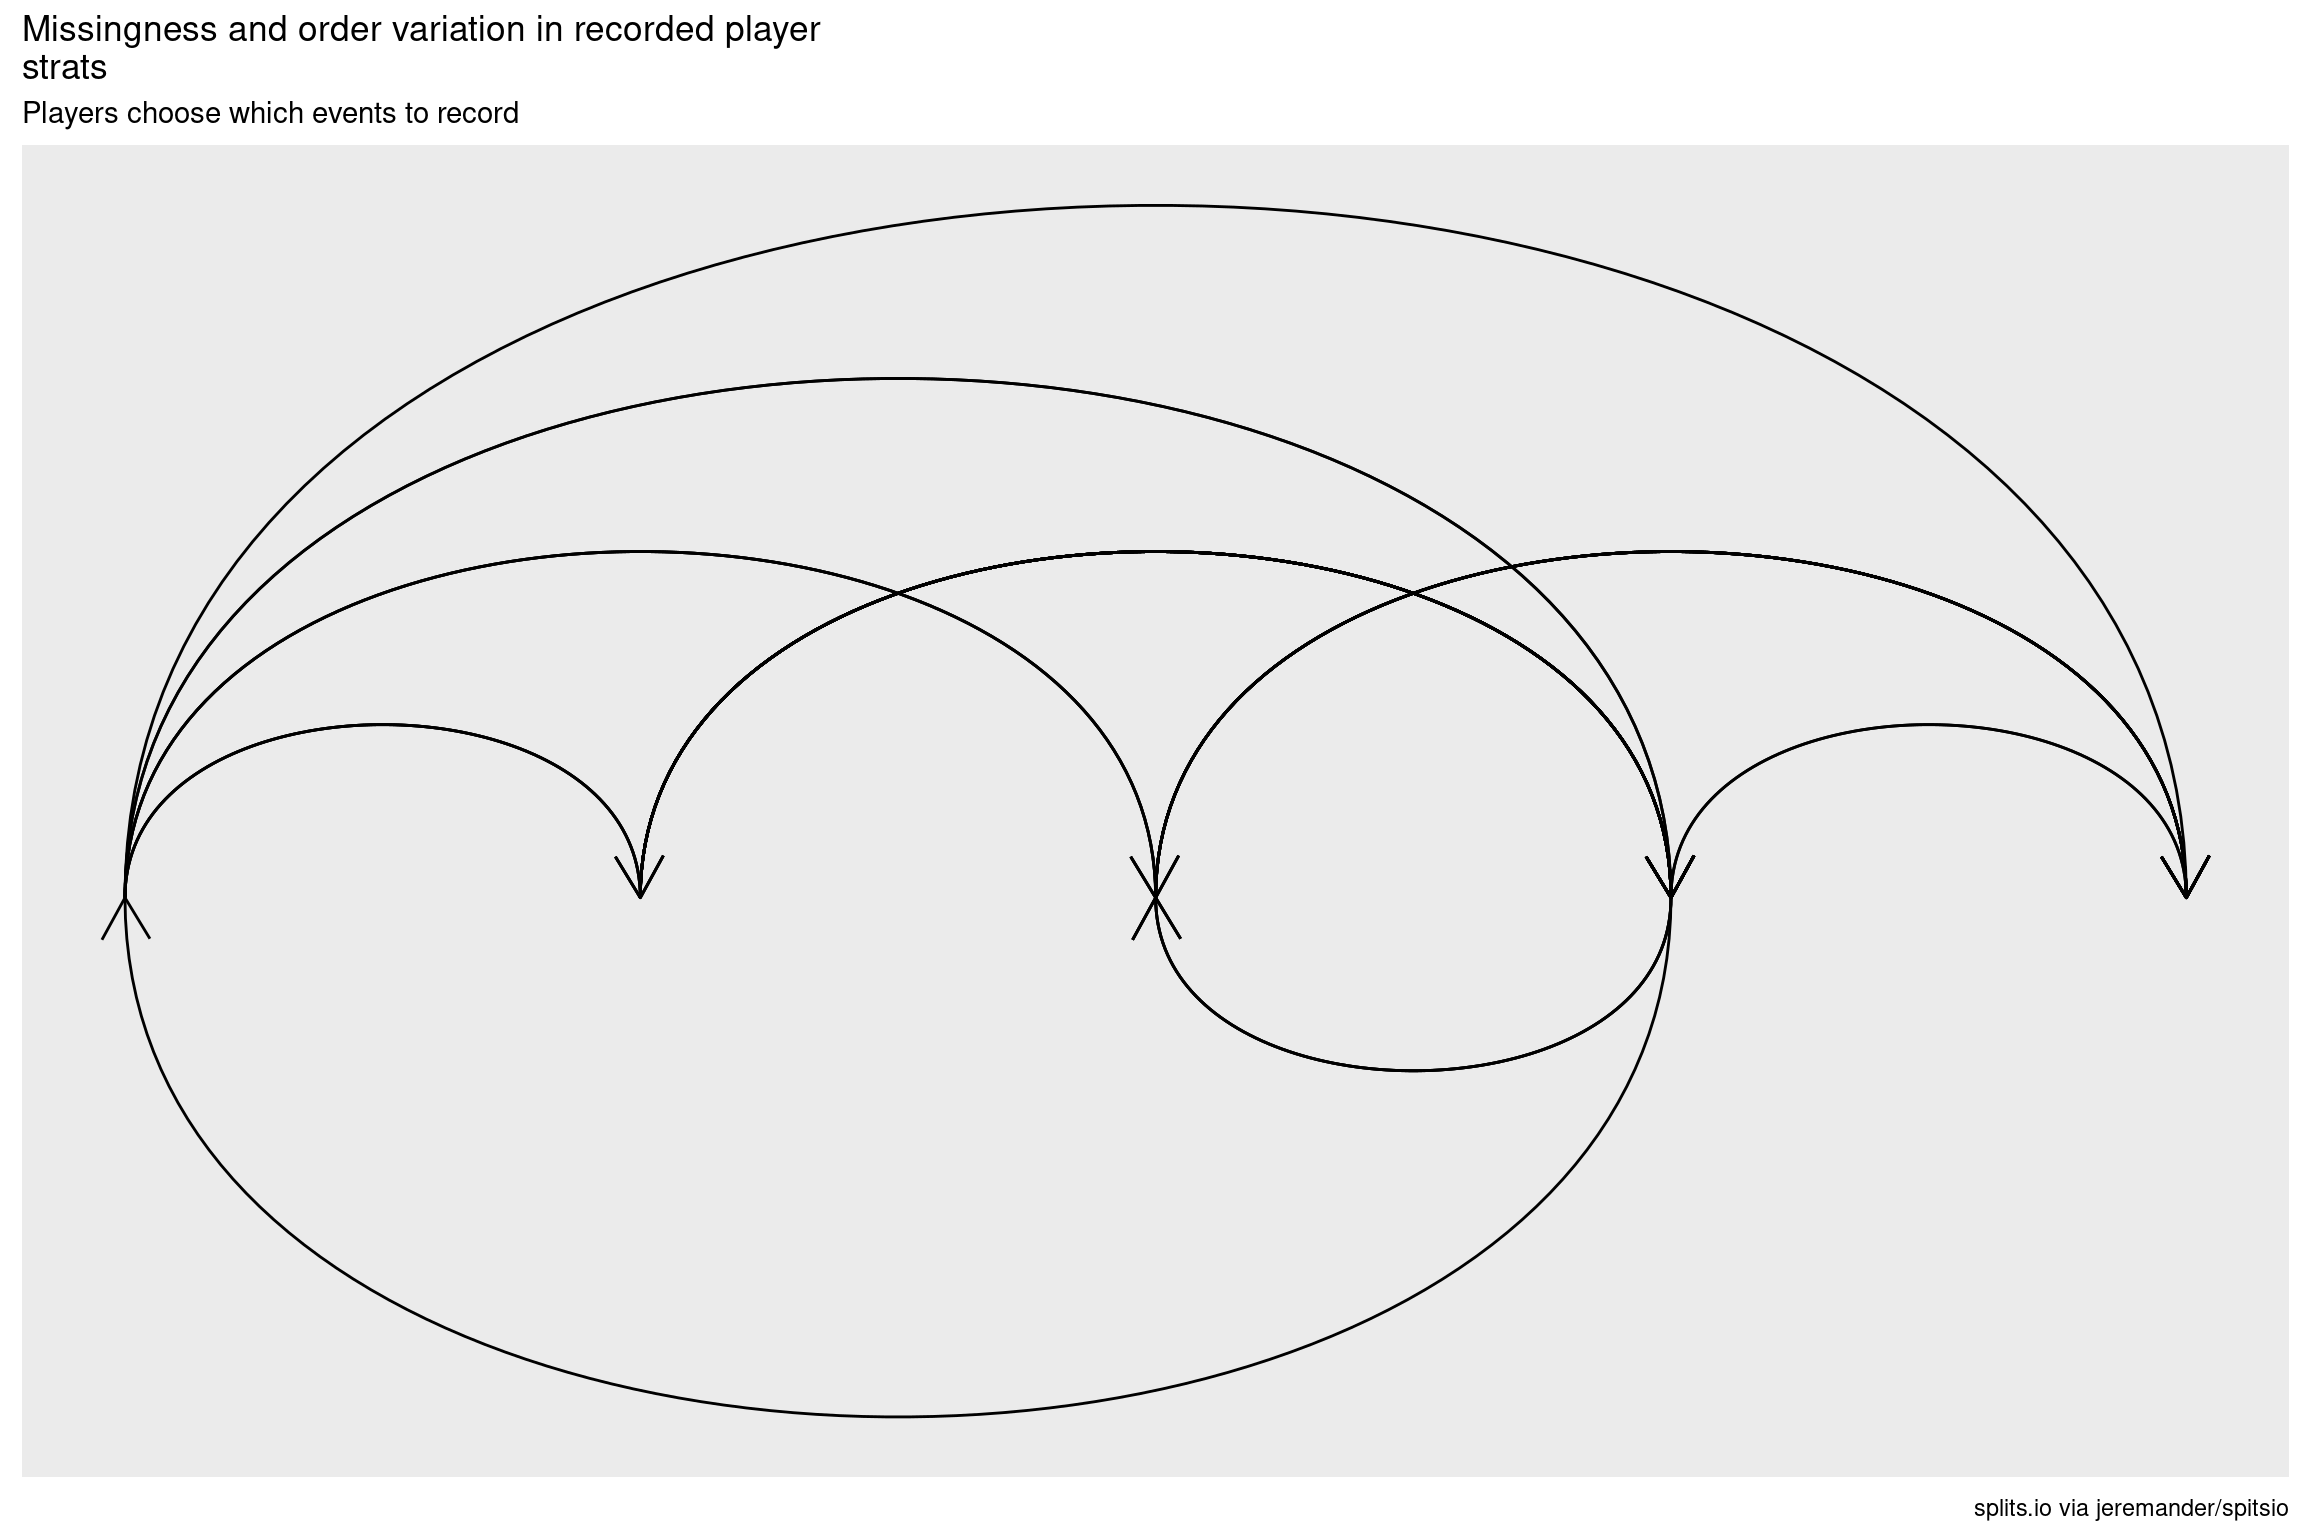 Missingness and order variation in recorded player
strats
Players choose which events to record
splits.io via jeremander/spitsio